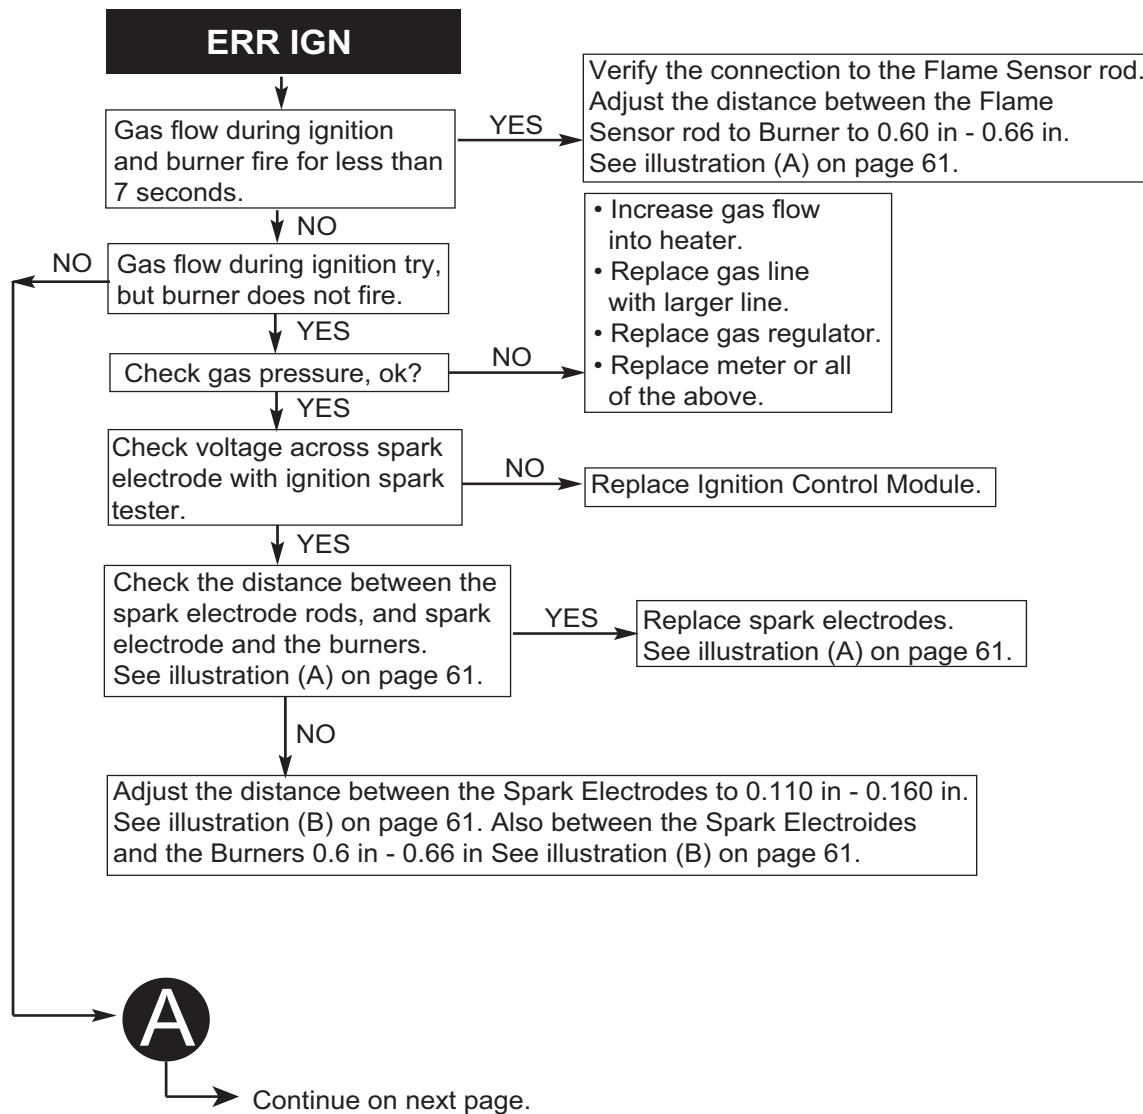 ERR IGN
Gas flow during ignition
and burner fire for less than
7 seconds.
YES
Verify the connection to the Flame Sensor rod.
Adjust the distance between the Flame
Sensor rod to Burner to 0.60 in - 0.66 in.
See illustration (A) on page 61.
NO
NO
Gas flow during ignition try,
but burner does not fire.
YES
Check gas pressure, ok?
NO
• Increase gas flow
into heater.
• Replace gas line
with larger line.
• Replace gas regulator.
• Replace meter or all
of the above.
YES
Check voltage across spark
electrode with ignition spark
tester.
NO
Replace Ignition Control Module.
YES
Check the distance between the
spark electrode rods, and spark
electrode and the burners.
See illustration (A) on page 61.
YES
Replace spark electrodes.
See illustration (A) on page 61.
NO
Adjust the distance between the Spark Electrodes to 0.110 in - 0.160 in.
See illustration (B) on page 61. Also between the Spark Electroides
and the Burners 0.6 in - 0.66 in See illustration (B) on page 61.
A
Continue on next page.